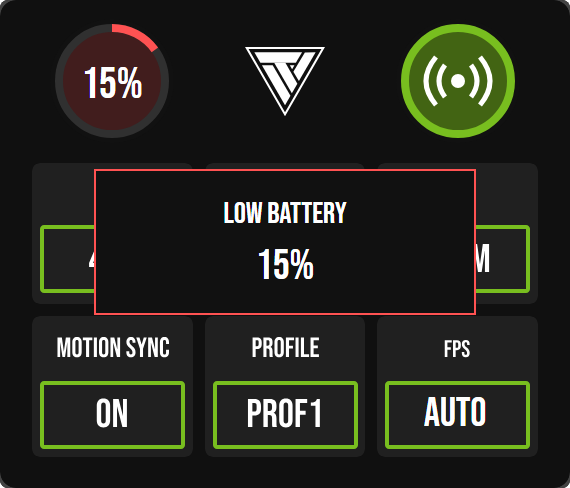 15%
LOW BATTERY
15%
MOTION SYNC
PROFILE
FPS
ON
PROF1
AUTO